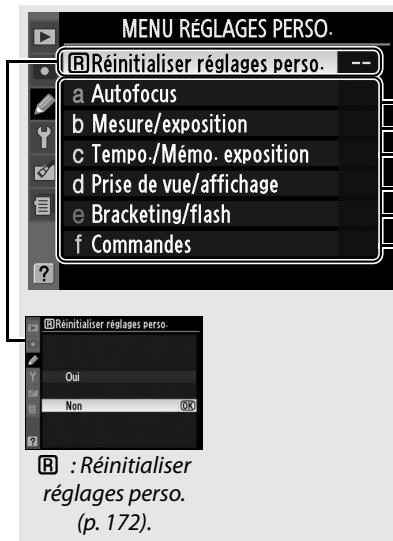 MENU RéGLAGES PERSO.
R Réinitialiser réglages perso. --
a Autofocus
b Mesure/exposition
c Tempo./Mémo. exposition
d Prise de vue/affichage
e Bracketing/flash
f Commandes
?
R Réinitialiser réglages perso.
Oui
Non OK
?
R : Réinitialiser
réglages perso.
(p. 172).